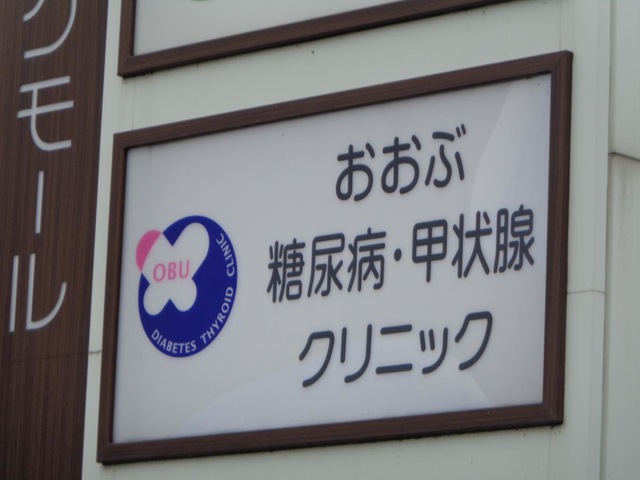 クモール
おおぶ
糖尿病・甲状腺
クリニック
OBU
DIABETES THYROID CLINIC